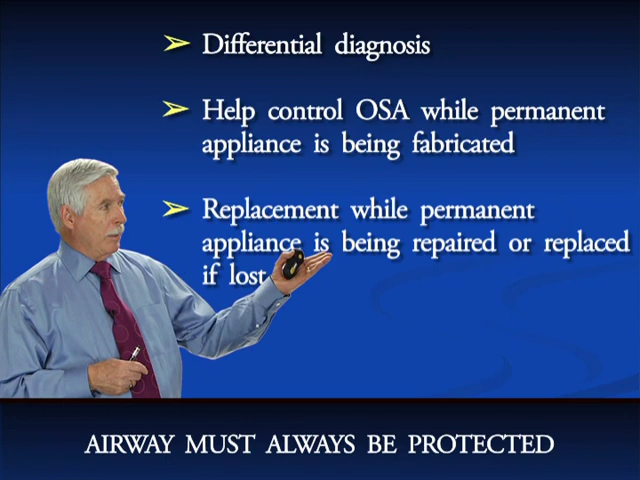 Differential diagnosis
Help control OSA while permanent
appliance is being fabricated
Replacement while permanent
appliance is being repaired or replaced
if lost
AIRWAY MUST ALWAYS BE PROTECTED